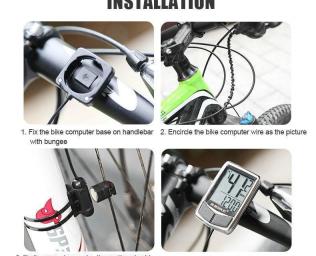 INSTALLATION
1. Fix the bike computer base on handlebar
with bungee
2. Encircle the bike computer wire as the picture